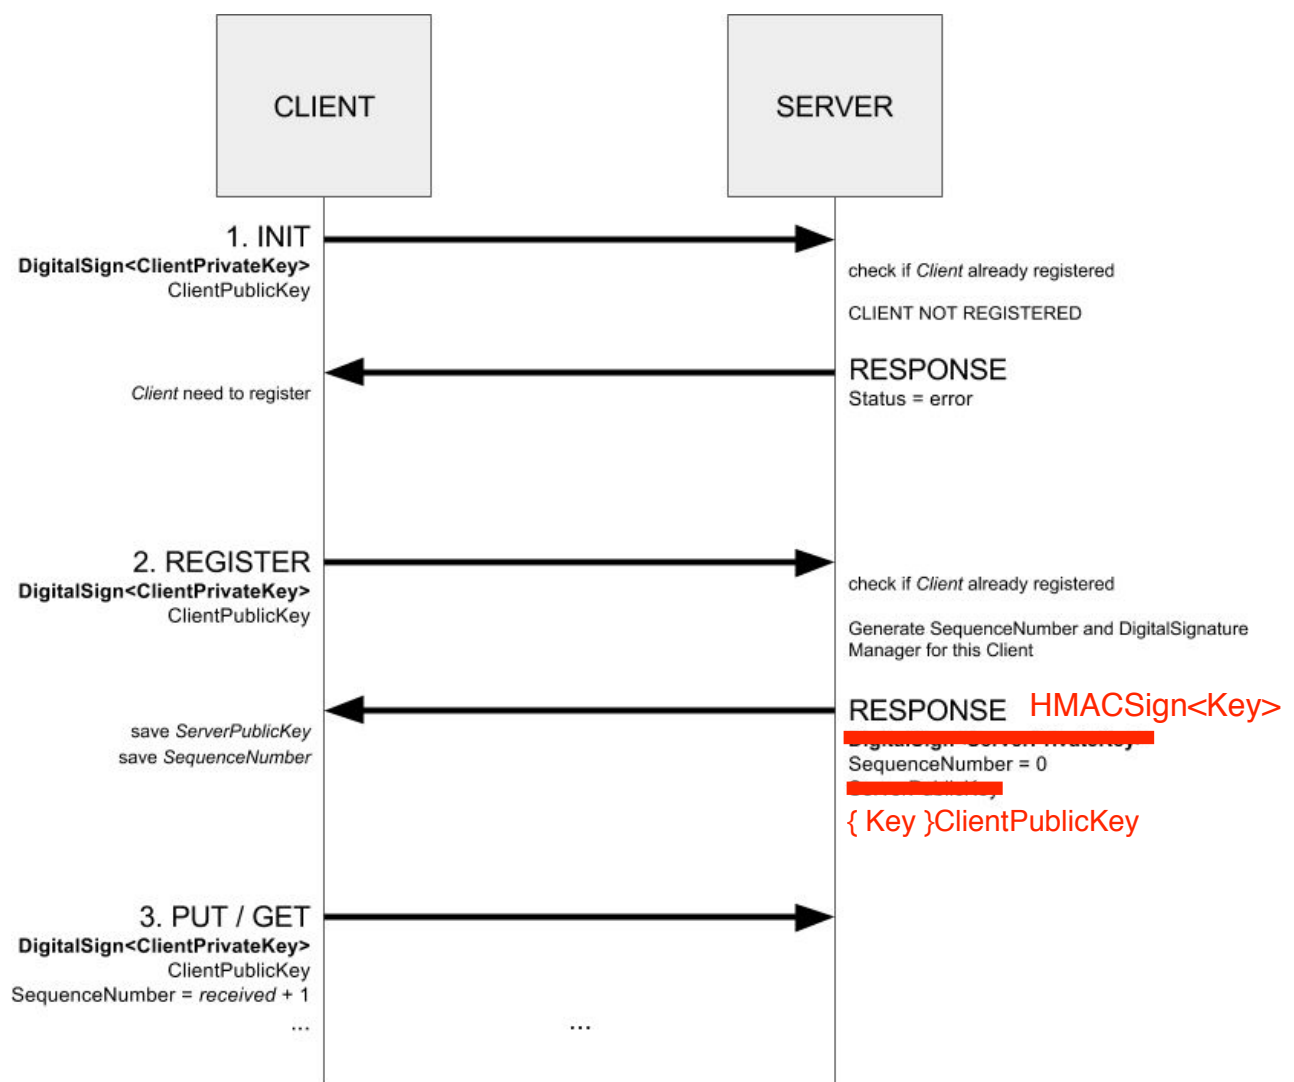 CLIENT
SERVER
1. INIT
DigitalSign<ClientPrivateKey>
ClientPublicKey
check if Client already registered
CLIENT NOT REGISTERED
RESPONSE
Status = error
Client need to register
2. REGISTER
DigitalSign<ClientPrivateKey>
ClientPublicKey
check if Client already registered
Generate SequenceNumber and DigitalSignature
Manager for this Client
RESPONSE HMACSign<Key>
save ServerPublicKey
save SequenceNumber
SequenceNumber = 0
{ Key }ClientPublicKey
3. PUT / GET
DigitalSign<ClientPrivateKey>
ClientPublicKey
SequenceNumber = received + 1
...
...